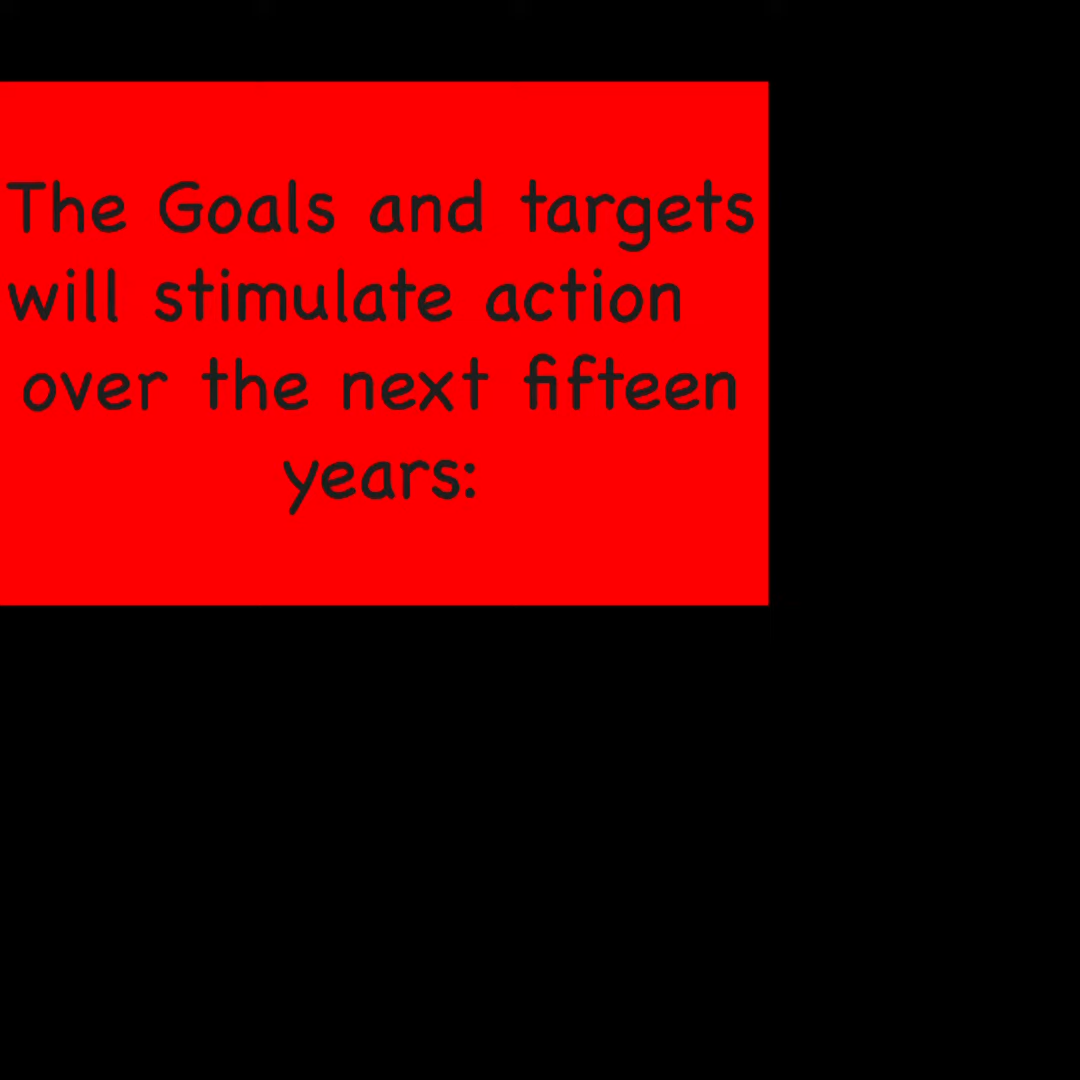 The Goals and targets
will stimulate action
over the next fifteen
years: